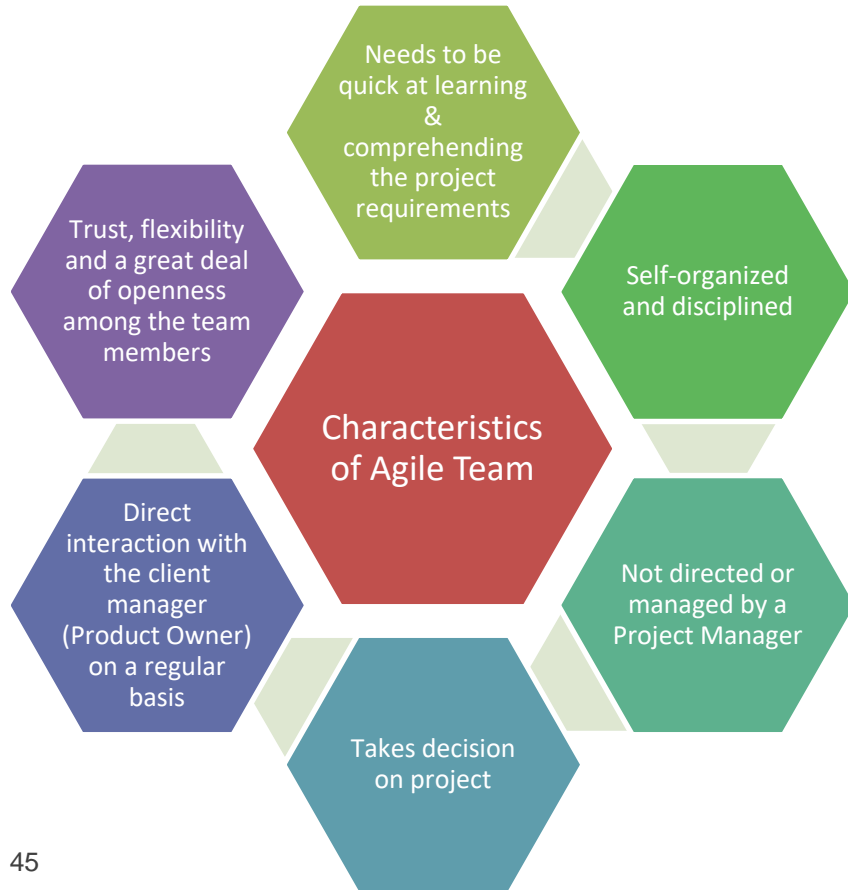 Needs to be
quick at learning
&
comprehending
the project
requirements
Trust, flexibility
and a great deal
of openness
among the team
members
Self-organized
and disciplined
Characteristics
of Agile Team
Direct
interaction with
the client
manager
(Product Owner)
on a regular
basis
Not directed or
managed by a
Project Manager
Takes decision
on project
45